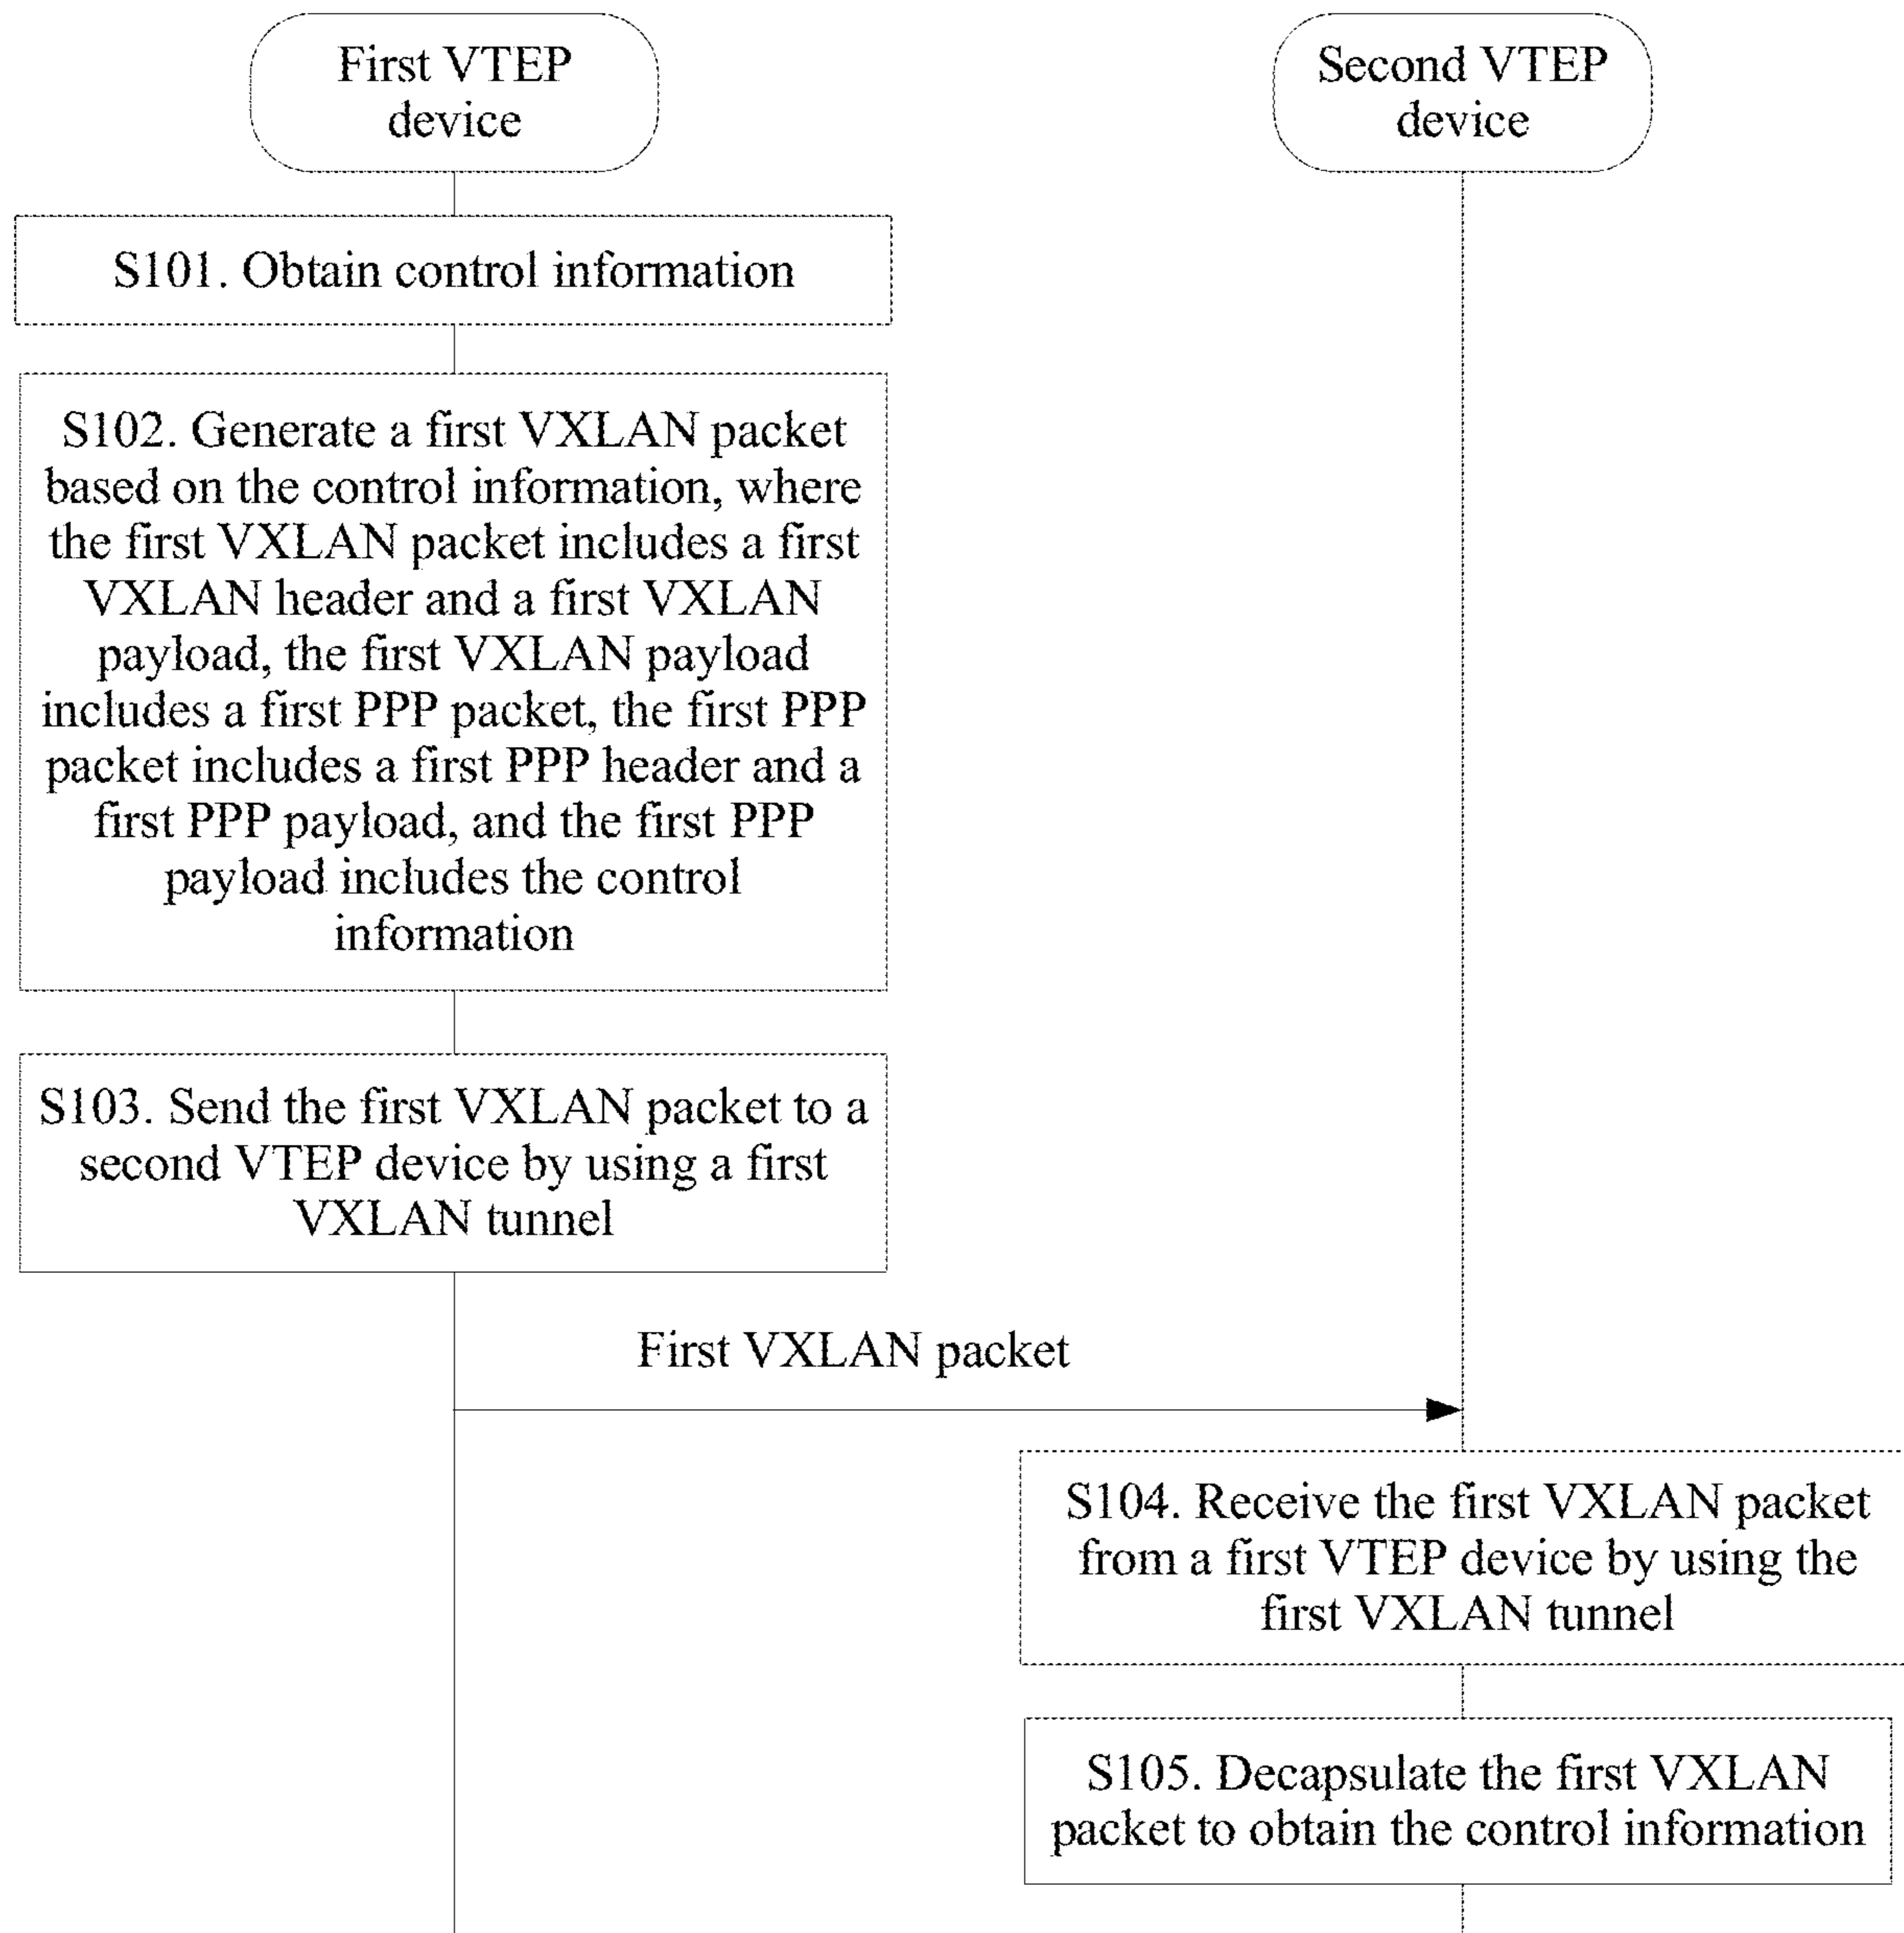 First VTEP
device
Second VTEP
device
S101. Obtain control information
S102. Generate a first VXLAN packet
based on the control information, where
the first VXLAN packet includes a first
VXLAN header and a first VXLAN
payload, the first VXLAN payload
includes a first PPP packet, the first PPP
packet includes a first PPP header and a
first PPP payload, and the first PPP
payload includes the control
information
S103. Send the first VXLAN packet to a
second VTEP device by using a first
VXLAN tunnel
First VXLAN packet
S104. Receive the first VXLAN packet
from a first VTEP device by using the
first VXLAN tunnel
S105. Decapsulate the first VXLAN
packet to obtain the control information